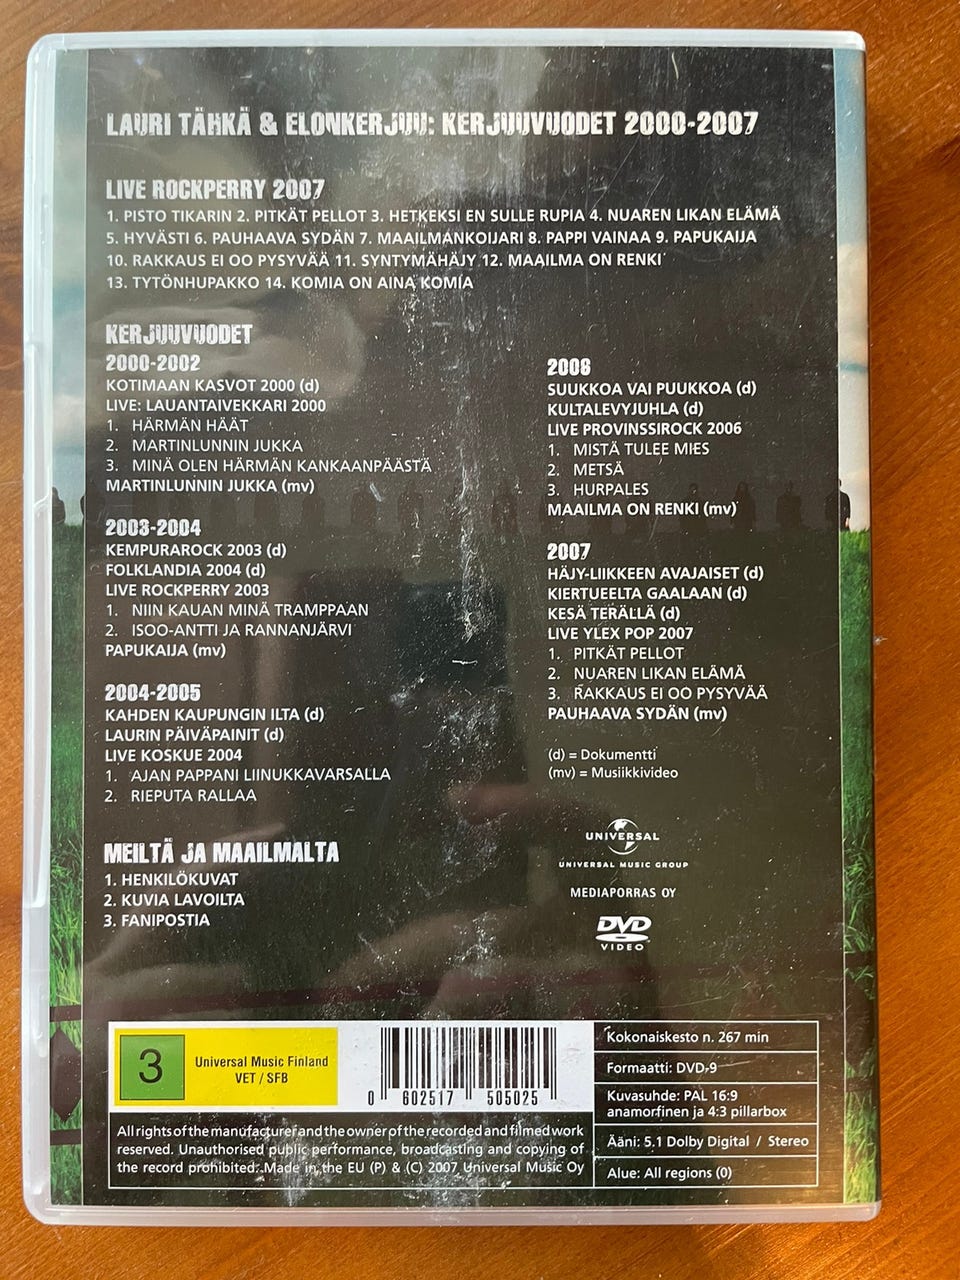 LAURI TÄHKÄ & ELONKERJUU: KERJUUVUODET 2000-2007
LIVE ROCKPERRY 2007
1. PISTO TIKARIN 2. PITKÄT PELLOT 3. HETKEKSI EN SULLE RUPIA 4. NUAREN LIKAN ELÄMÄ
5. HYVÄSTI 6. PAUHAAVA SYDÄN 7. MAAILMANKOIJARI 8. PAPPI VAINAA 9. PAPUKAIJA
10. RAKKAUS EI OO PYSYVÄÄ 11. SYNTYMÄHÄJY 12. MAAILMA ON RENKI
13. TYTÖNHUPAKKO 14. KOMIA ON AINA KOMIA
KERJUUVUODET
2000-2002
KOTIMAAN KASVOT 2000 (d)
LIVE: LAUANTAIVEKKARI 2000
1. HÄRMÄN HÄÄT
2. MARTINLUNNIN JUKKA
3. MINÄ OLEN HÄRMÄN KANKAANPÄÄSTÄ
MARTINLUNNIN JUKKA (mv)
2003-2004
KEMPURAROCK 2003 (d)
FOLKLANDIA 2004 (d)
LIVE ROCKPERRY 2003
1. NIIN KAUAN MINÄ TRAMPPAAN
2. ISOO-ANTTI JA RANNANJÄRVI
PAPUKAIJA (mv)
2004-2005
KAHDEN KAUPUNGIN ILTA (d)
LAURIN PÄIVÄPAINIT (d)
LIVE KOSKUE 2004
1. AJAN PAPPANI LIINUKKAVARSALLA
2. RIEPUTA RALLAA
MEILTÄ JA MAAILMALTA
1. HENKILÖKUVAT
2. KUVIA LAVOILTA
3. FANIPOSTIA
2006
SUUKKOA VAI PUUKKOA (d)
KULTALEVYJUHLA (d)
LIVE PROVINSSIROCK 2006
1. MISTÄ TULEE MIES
2. METSÄ
3. HURPALES
MAAILMA ON RENKI (mv)
2007
HÄJY-LIIKKEEN AVAJAISET (d)
KIERTUEELTA GAALAAN (d)
KESÄ TERÄLLÄ (d)
LIVE YLEX POP 2007
1. PITKÄT PELLOT
2. NUAREN LIKAN ELÄMÄ
3. RAKKAUS EI OO PYSYVÄÄ
PAUHAAVA SYDÄN (mv)
(d) = Dokumentti
(mv) = Musiikkivideo
UNIVERSAL
UNIVERSAL MUSIC GROUP
MEDIAPORRAS OY
DVD
VIDEO
3
Universal Music Finland
VET / SFB
0 602517 505025
All rights of the manufacturer and the owner of the recorded and filmed work
reserved. Unauthorised public performance, broadcasting and copying of
the record prohibited. Made in the EU (P) & (C) 2007 Universal Music Oy
Kokonaiskesto n. 267 min
Formaatti: DVD-9
Kuvasuhde: PAL 16:9
anamorfinen ja 4:3 pillarbox
Ääni: 5.1 Dolby Digital / Stereo
Alue: All regions (0)